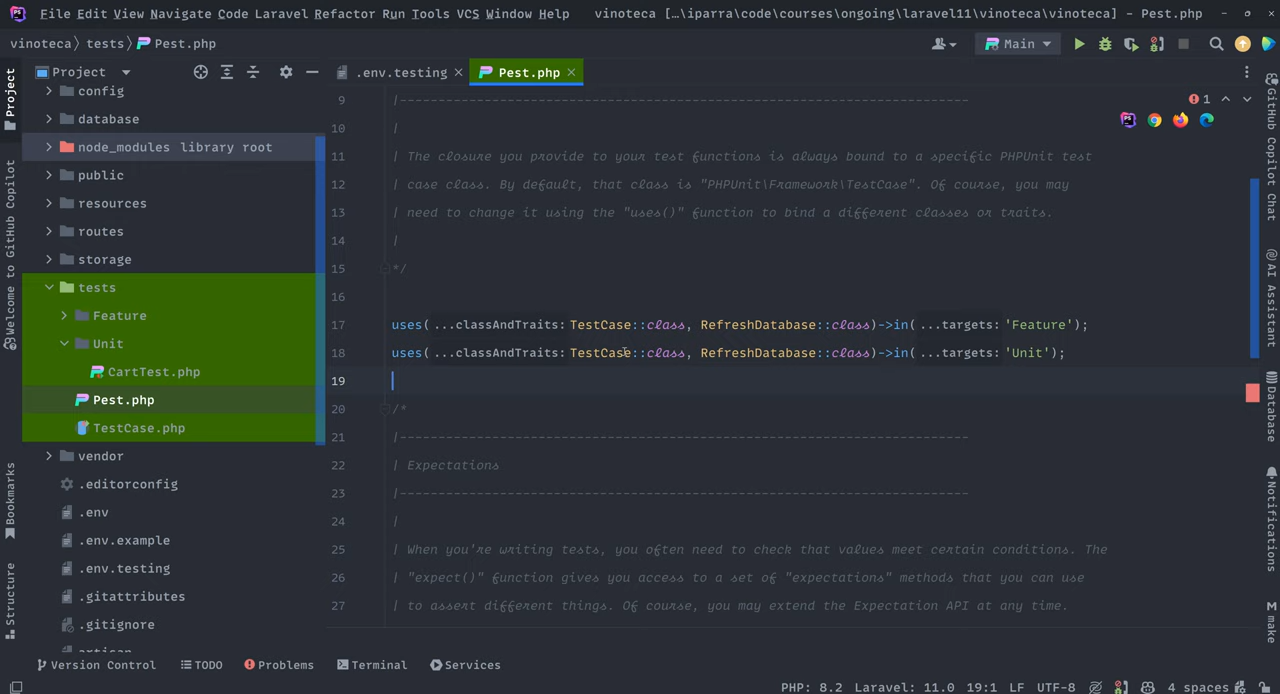 File Edit View Navigate Code Laravel Refactor Run Tools VCS Window Help vinoteca […\iparra\code\courses\ongoing\laravel11\vinoteca\vinoteca] – Pest.php
vinoteca tests Pest.php Main
Project .env.testing Pest.php
config
database
node_modules library root
public
resources
routes
storage
tests
Feature
Unit
CartTest.php
Pest.php
TestCase.php
vendor
.editorconfig
.env
.env.example
.env.testing
.gitattributes
.gitignore
artisan
9 |--------------------------------------------------------------------------
10 |
11 | The closure you provide to your test functions is always bound to a specific PHPUnit test
12 | case class. By default, that class is "PHPUnit\Framework\TestCase". Of course, you may
13 | need to change it using the "uses()" function to bind a different classes or traits.
14 |
15 */
16
17 uses( ...classAndTraits: TestCase::class, RefreshDatabase::class)->in( ...targets: 'Feature');
18 uses( ...classAndTraits: TestCase::class, RefreshDatabase::class)->in( ...targets: 'Unit');
19
20 /*
21 |--------------------------------------------------------------------------
22 | Expectations
23 |--------------------------------------------------------------------------
24 |
25 | When you're writing tests, you often need to check that values meet certain conditions. The
26 | "expect()" function gives you access to a set of "expectations" methods that you can use
27 | to assert different things. Of course, you may extend the Expectation API at any time.
1
Project
Welcome to GitHub Copilot
Bookmarks
Structure
GitHub Copilot Chat
AI Assistant
Database
Notifications
M make
Version Control TODO Problems Terminal Services
PHP: 8.2 Laravel: 11.0 19:1 LF UTF-8 4 spaces